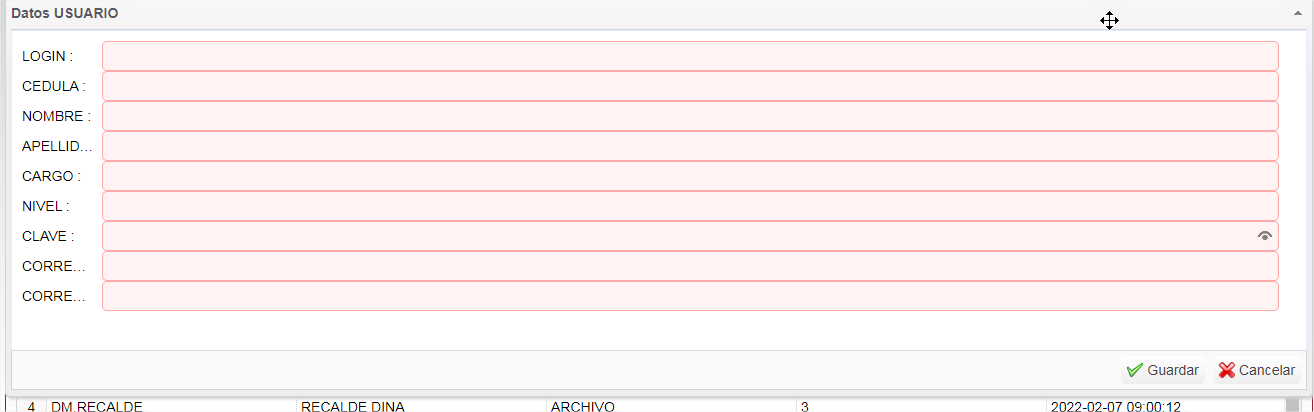 Datos USUARIO
LOGIN :
CEDULA :
NOMBRE :
APELLID...
CARGO :
NIVEL :
CLAVE :
CORRE...
CORRE...
Guardar Cancelar
4 DM.RECALDE RECALDE DINA ARCHIVO 3 2022-02-07 09:00:12